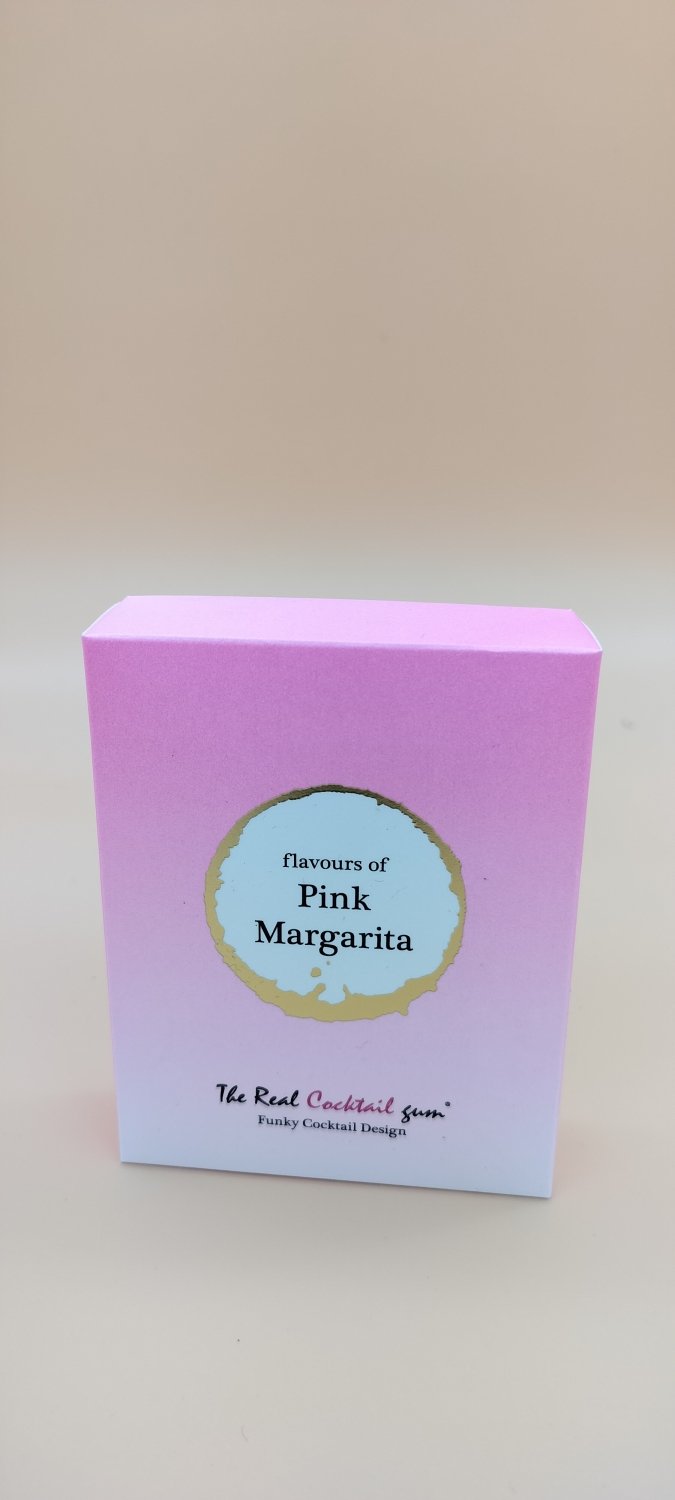 flavours of
Pink
Margarita
The Real Cocktail gum®
Funky Cocktail Design